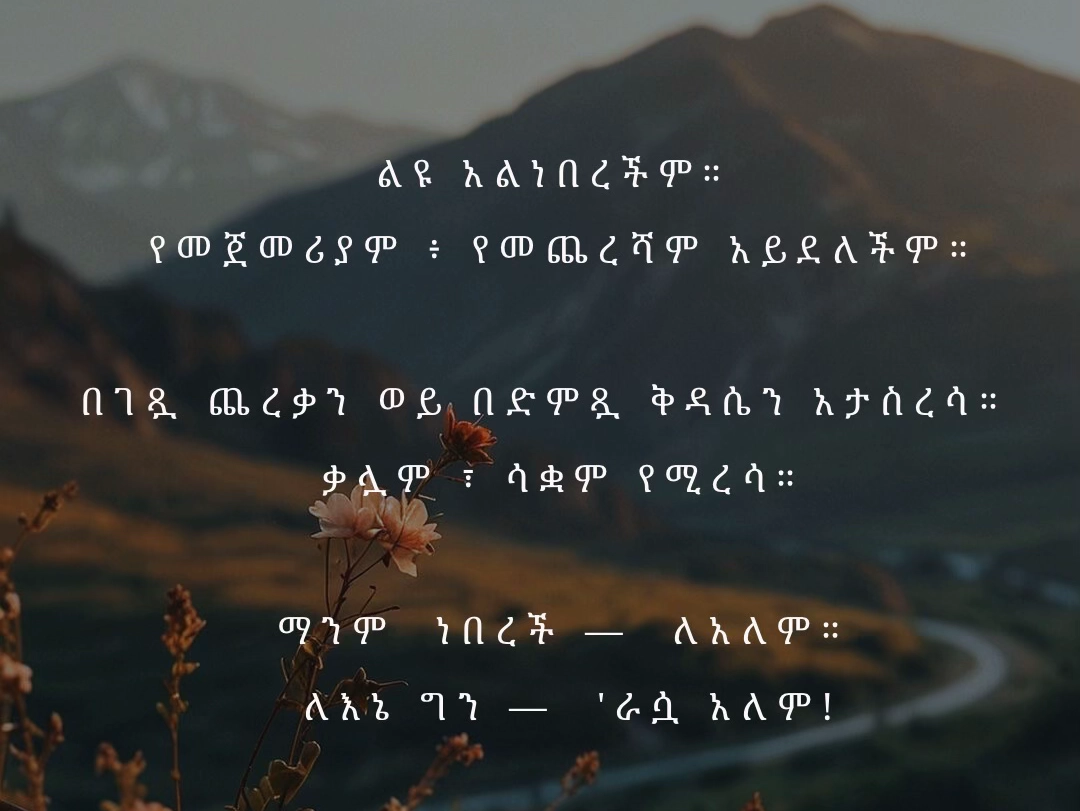 ልዩ አልነበረችም።
የመጀመሪያም ፥ የመጨረሻም አይደለችም።
በገጿ ጨረቃን ወይ በድምጿ ቅዳሴን አታስረሳ።
ቃሏም ፣ ሳቋም የሚረሳ።
ማንም ነበረች — ለአለም።
ለእኔ ግን — 'ራሷ አለም!